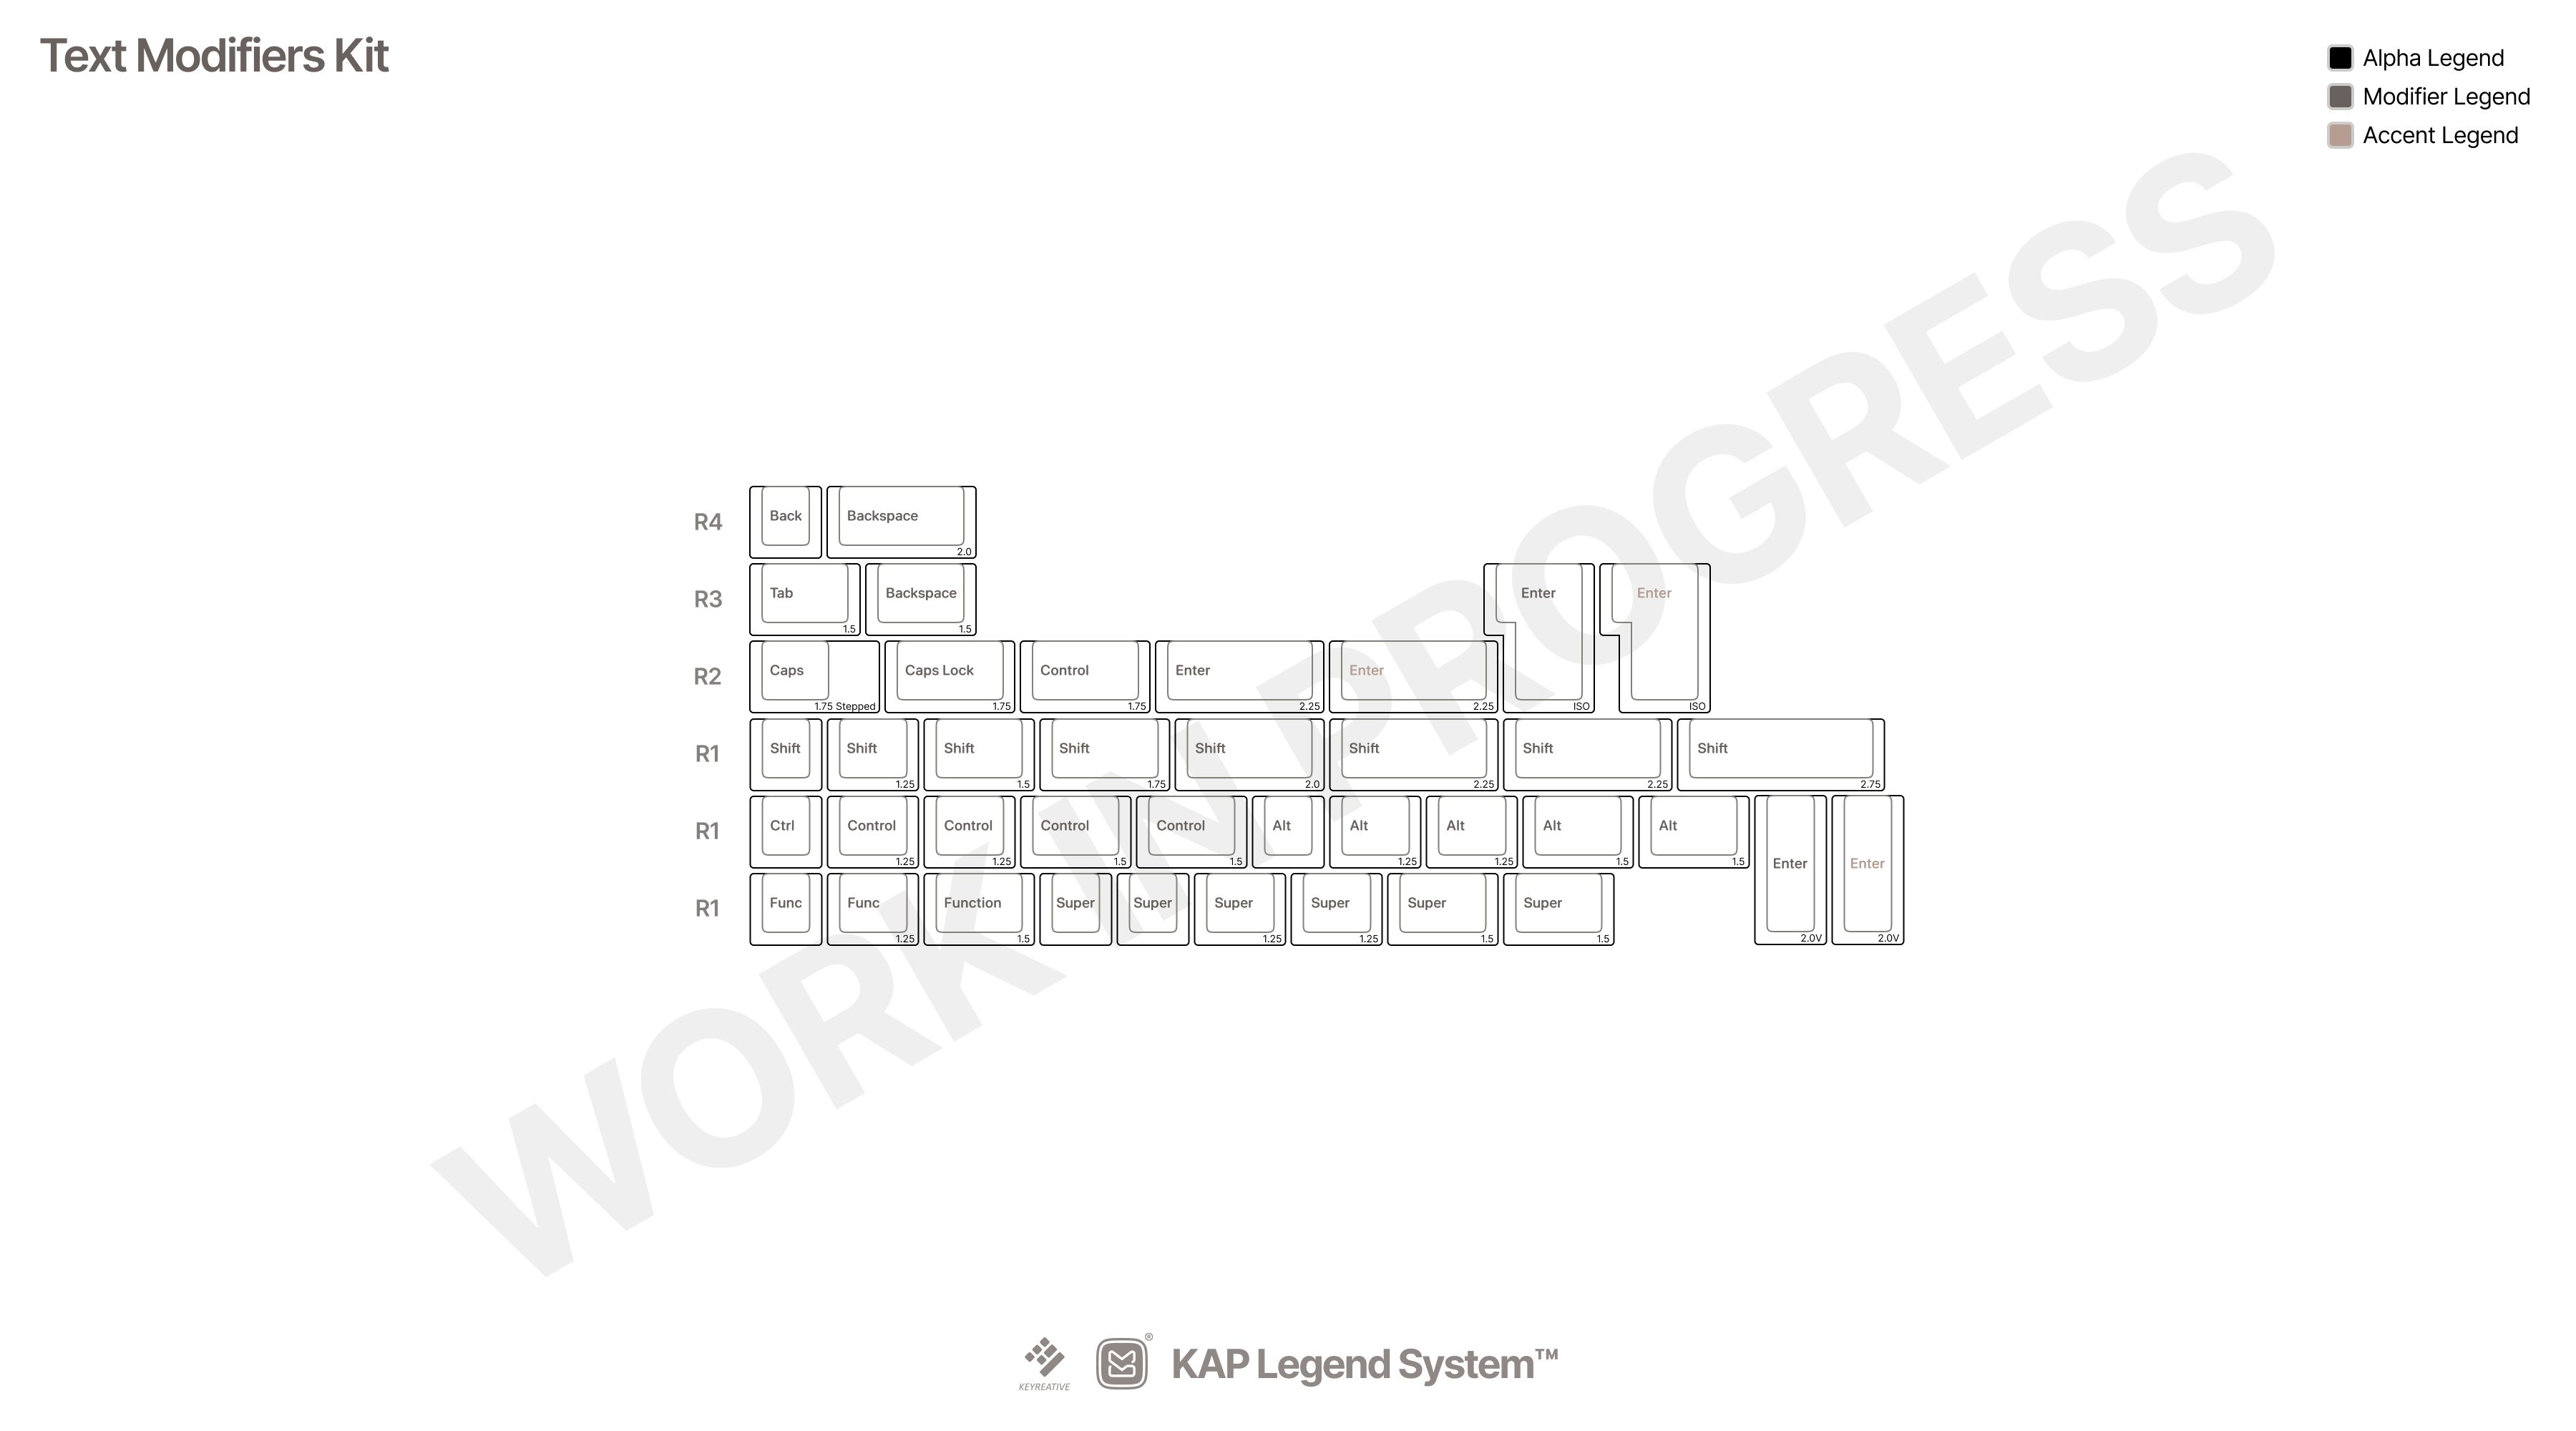 Text Modifiers Kit
Alpha Legend
Modifier Legend
Accent Legend
WORK IN PROGRESS
R4 Back Backspace
2.0
R3 Tab Backspace Enter Enter
1.5 1.5
R2 Caps Caps Lock Control Enter Enter
1.75 Stepped 1.75 1.75 2.25 2.25 ISO ISO
R1 Shift Shift Shift Shift Shift Shift Shift Shift
1.25 1.5 1.75 2.0 2.25 2.25 2.75
R1 Ctrl Control Control Control Control Alt Alt Alt Alt Alt
1.25 1.25 1.5 1.5 1.25 1.25 1.5 1.5
Enter Enter
R1 Func Func Function Super Super Super Super Super Super
1.25 1.5 1.25 1.25 1.5 1.5 2.0V 2.0V
KEYREATIVE
® KAP Legend System™